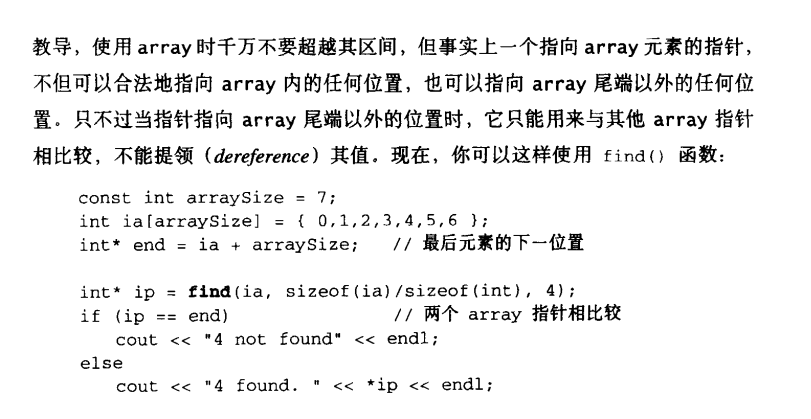 教导，使用 array 时千万不要超越其区间，但事实上一个指向 array 元素的指针，
不但可以合法地指向 array 内的任何位置，也可以指向 array 尾端以外的任何位
置。只不过当指针指向 array 尾端以外的位置时，它只能用来与其他 array 指针
相比较，不能提领（dereference）其值。现在，你可以这样使用 find() 函数：
const int arraySize = 7;
int ia[arraySize] = { 0,1,2,3,4,5,6 };
int* end = ia + arraySize; // 最后元素的下一位置
int* ip = find(ia, sizeof(ia)/sizeof(int), 4);
if (ip == end) // 两个 array 指针相比较
cout << "4 not found" << endl;
else
cout << "4 found. " << *ip << endl;